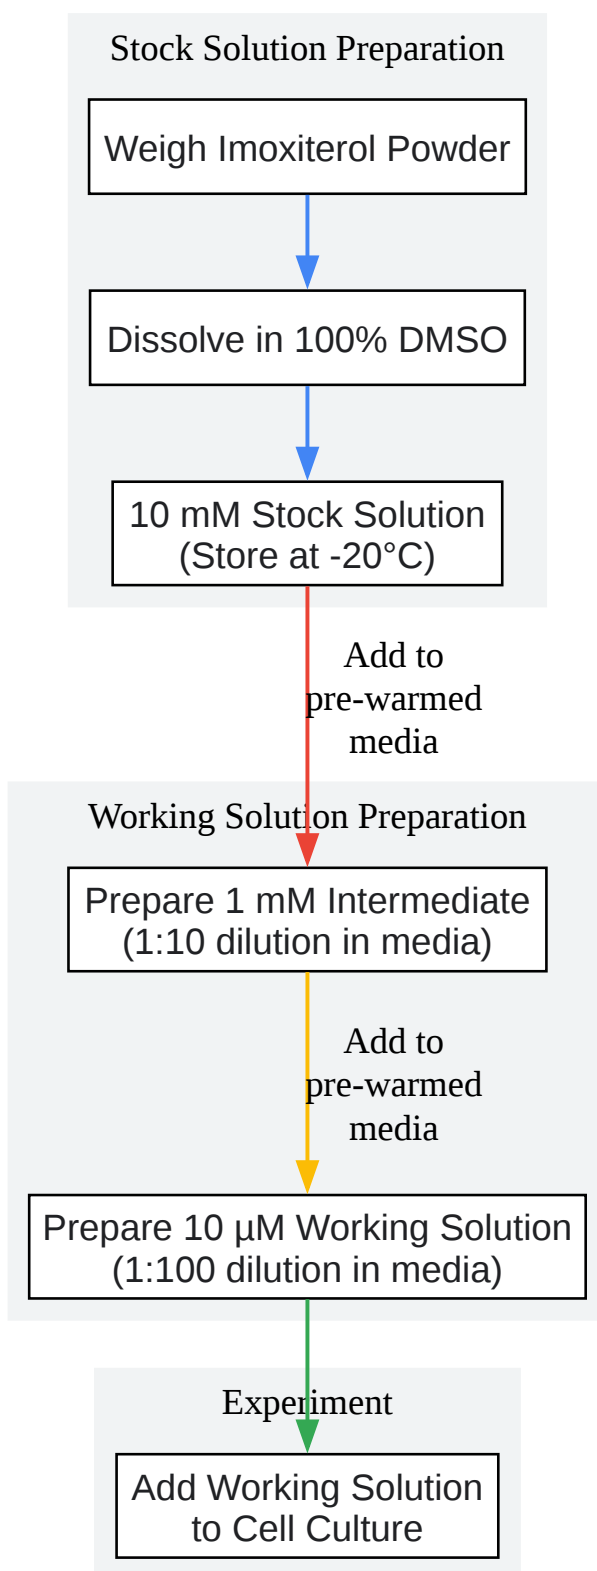 Stock Solution Preparation
Weigh Imoxiterol Powder
Dissolve in 100% DMSO
10 mM Stock Solution
(Store at -20°C)
Add to
pre-warmed
media
Working Solution Preparation
Prepare 1 mM Intermediate
(1:10 dilution in media)
Add to
pre-warmed
media
Prepare 10 µM Working Solution
(1:100 dilution in media)
Experiment
Add Working Solution
to Cell Culture